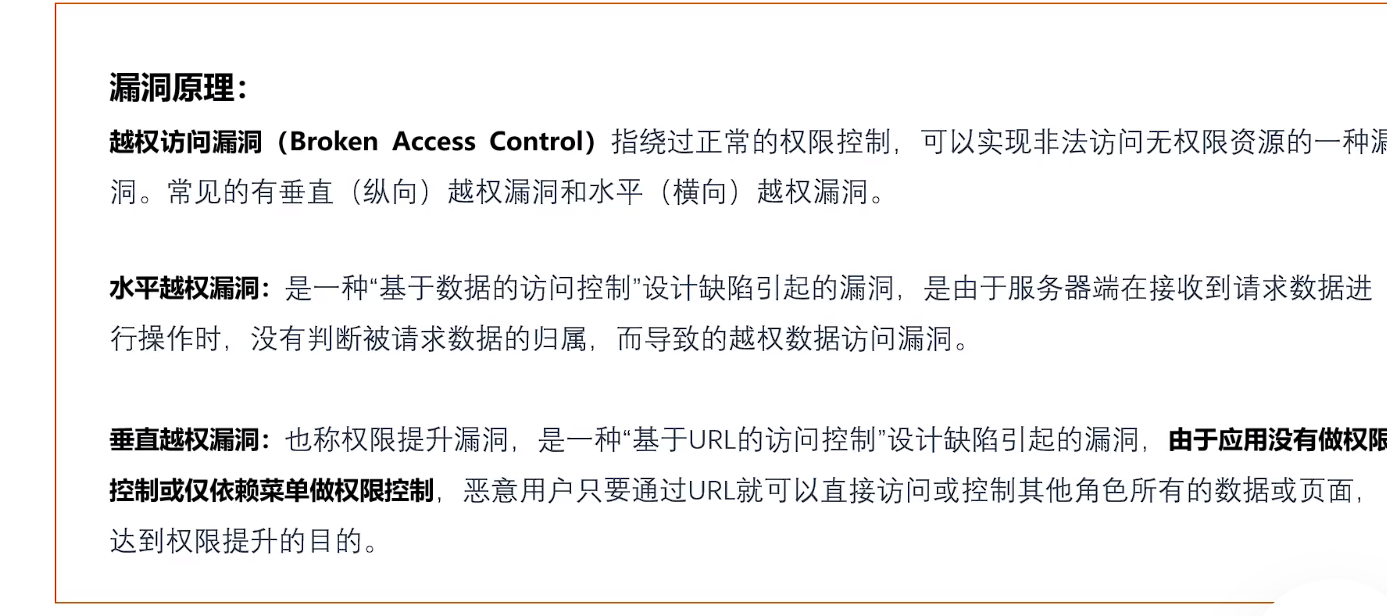 漏洞原理：
越权访问漏洞（Broken Access Control）指绕过正常的权限控制，可以实现非法访问无权限资源的一种漏
洞。常见的有垂直（纵向）越权漏洞和水平（横向）越权漏洞。
水平越权漏洞：是一种“基于数据的访问控制”设计缺陷引起的漏洞，是由于服务器端在接收到请求数据进
行操作时，没有判断被请求数据的归属，而导致的越权数据访问漏洞。
垂直越权漏洞：也称权限提升漏洞，是一种“基于URL的访问控制”设计缺陷引起的漏洞，由于应用没有做权限
控制或仅依赖菜单做权限控制，恶意用户只要通过URL就可以直接访问或控制其他角色所有的数据或页面，
达到权限提升的目的。